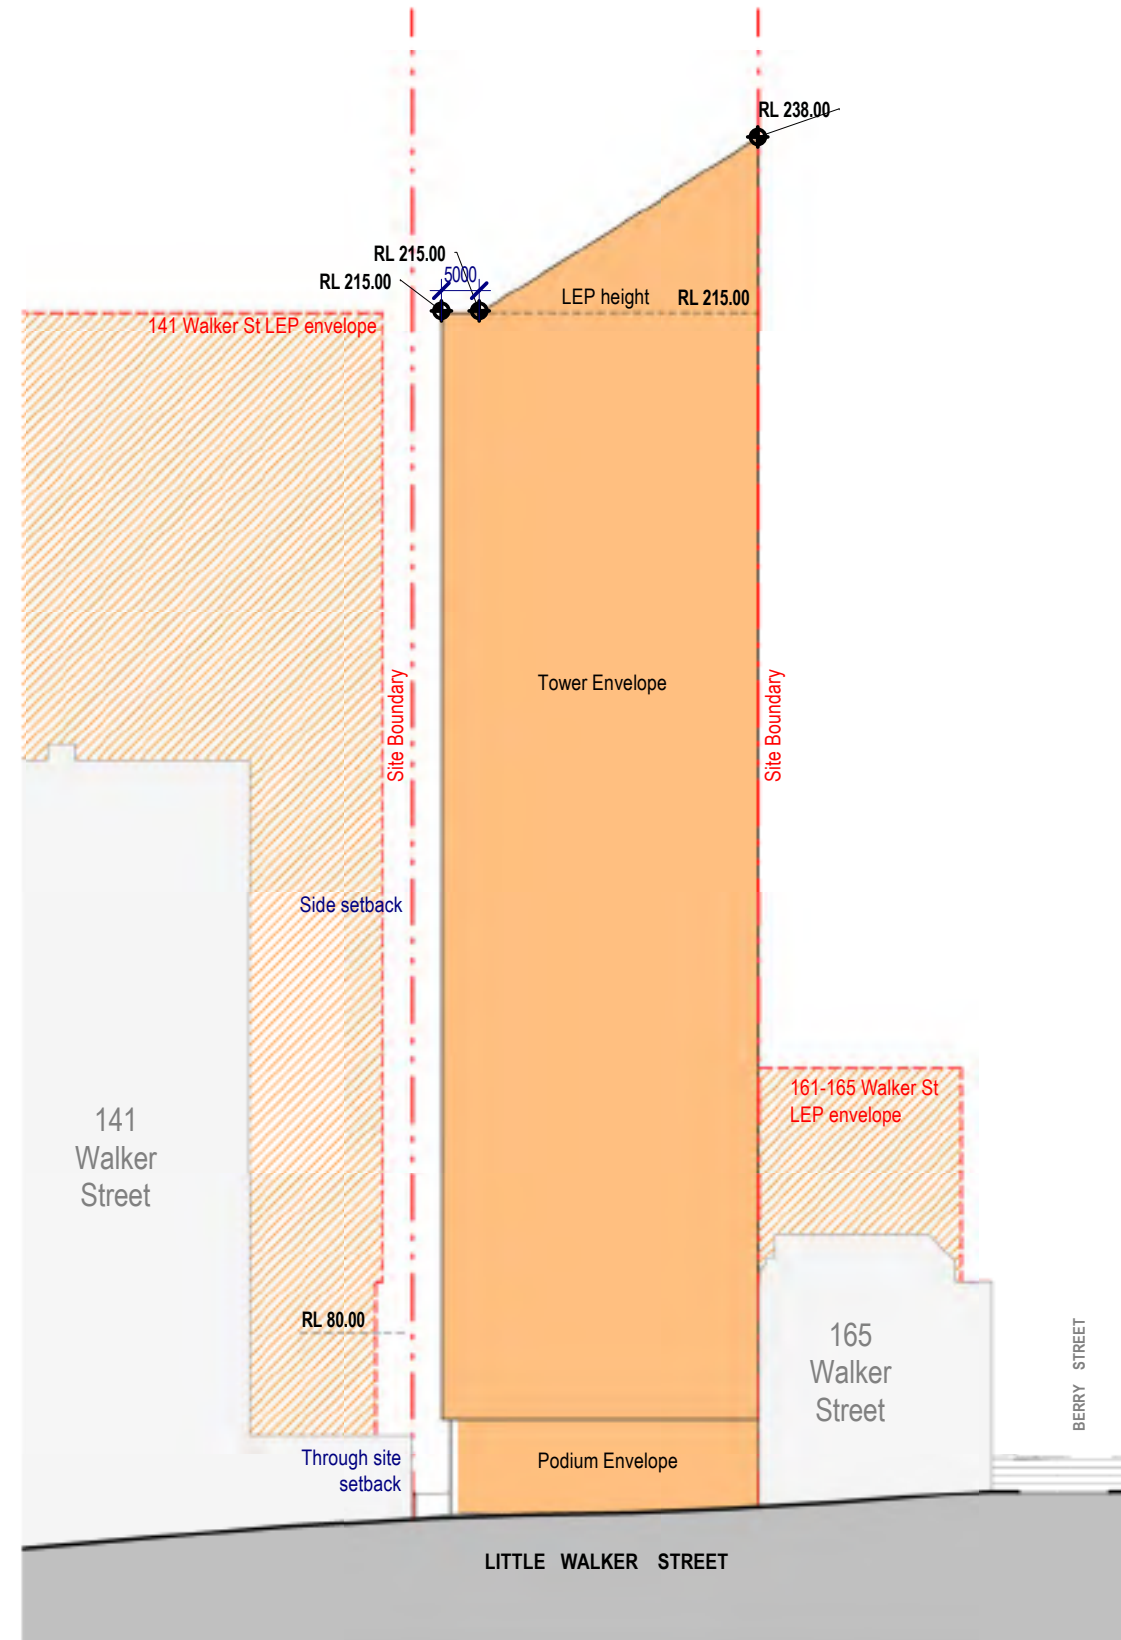 RL 238.00
RL 215.00
5000
RL 215.00
LEP height
RL 215.00
141 Walker St LEP envelope
Tower Envelope
Site Boundary
Site Boundary
Side setback
161-165 Walker St
LEP envelope
141
Walker
Street
RL 80.00
165
Walker
Street
BERRY STREET
Through site
setback
Podium Envelope
LITTLE WALKER STREET